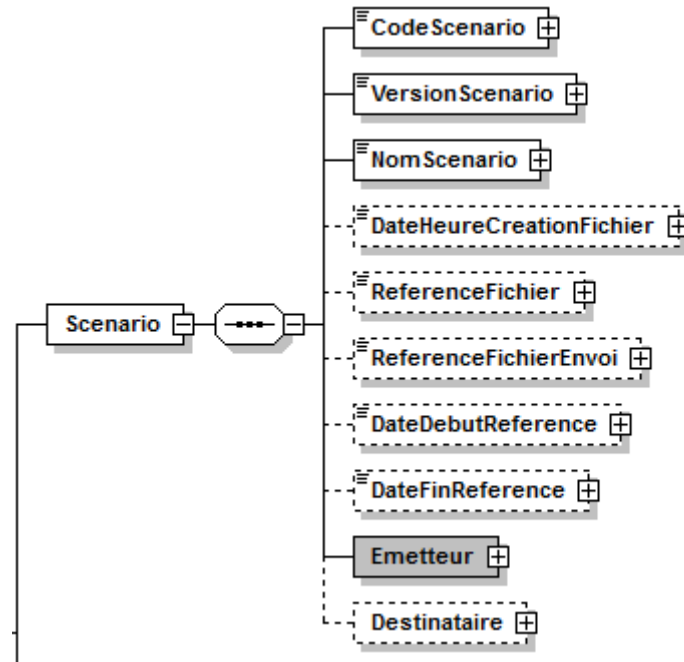 CodeScenario
VersionScenario
NomScenario
DateHeureCreationFichier
ReferenceFichier
Scenario
ReferenceFichierEnvoi
DateDebutReference
DateFinReference
Emetteur
Destinataire